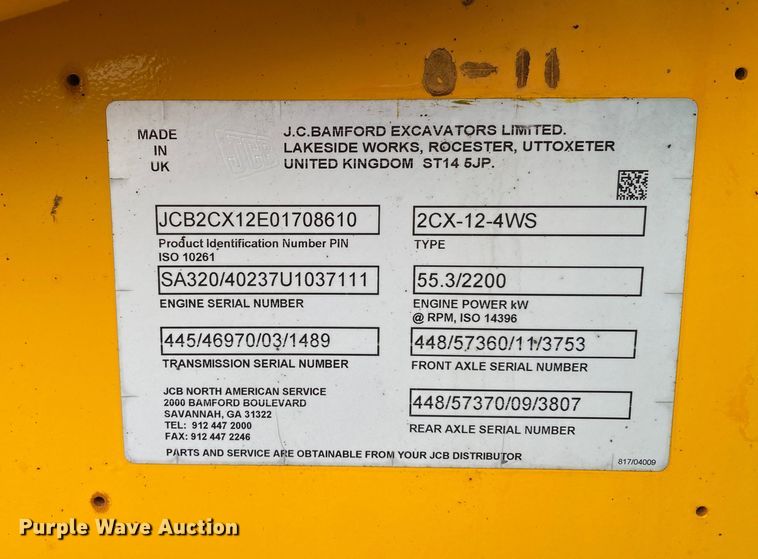 8-11
MADE
IN
UK
JCB
J.C.BAMFORD EXCAVATORS LIMITED.
LAKESIDE WORKS, ROCESTER, UTTOXETER
UNITED KINGDOM ST14 5JP.
JCB2CX12E01708610
Product Identification Number PIN
ISO 10261
2CX-12-4WS
TYPE
SA320/40237U1037111
ENGINE SERIAL NUMBER
55.3/2200
ENGINE POWER kW
@ RPM, ISO 14396
445/46970/03/1489
TRANSMISSION SERIAL NUMBER
448/57360/11/3753
FRONT AXLE SERIAL NUMBER
JCB NORTH AMERICAN SERVICE
2000 BAMFORD BOULEVARD
SAVANNAH, GA 31322
TEL: 912 447 2000
FAX: 912 447 2246
448/57370/09/3807
REAR AXLE SERIAL NUMBER
PARTS AND SERVICE ARE OBTAINABLE FROM YOUR JCB DISTRIBUTOR
817/04009
Purple Wave Auction